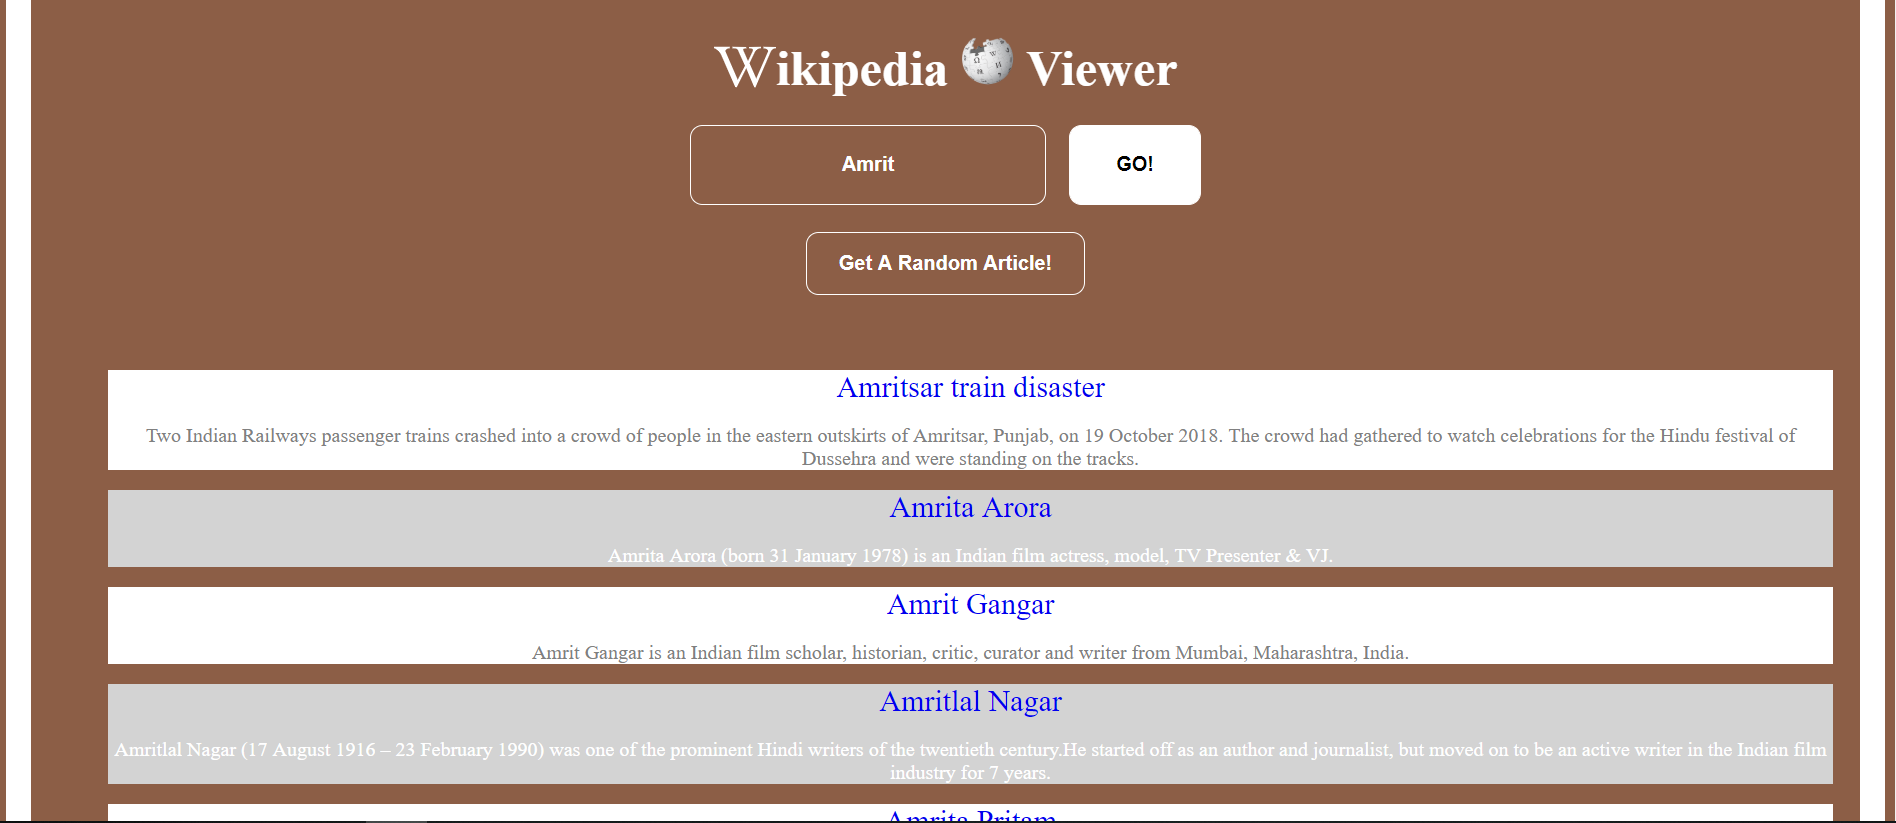 Wikipedia Viewer
Amrit
GO!
Get A Random Article!
Amritsar train disaster
Two Indian Railways passenger trains crashed into a crowd of people in the eastern outskirts of Amritsar, Punjab, on 19 October 2018. The crowd had gathered to watch celebrations for the Hindu festival of
Dussehra and were standing on the tracks.
Amrita Arora
Amrita Arora (born 31 January 1978) is an Indian film actress, model, TV Presenter & VJ.
Amrit Gangar
Amrit Gangar is an Indian film scholar, historian, critic, curator and writer from Mumbai, Maharashtra, India.
Amritlal Nagar
Amritlal Nagar (17 August 1916 – 23 February 1990) was one of the prominent Hindi writers of the twentieth century.He started off as an author and journalist, but moved on to be an active writer in the Indian film
industry for 7 years.
Amrita Pritam